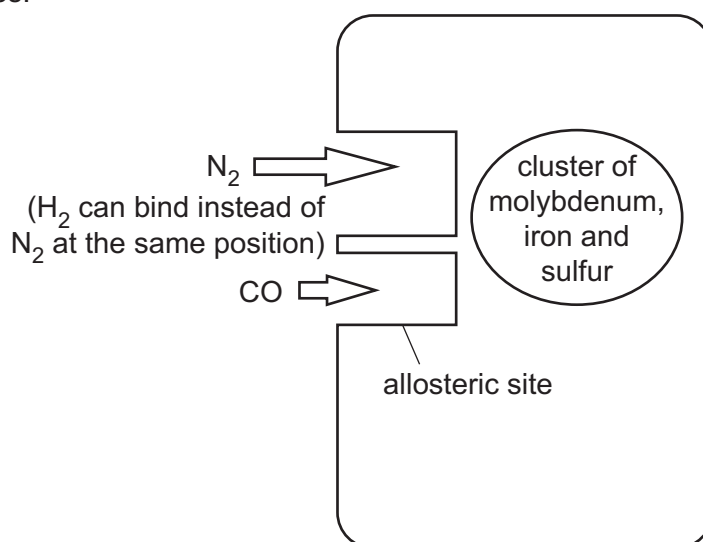 N₂
(H₂ can bind instead of
N₂ at the same position)
CO
cluster of
molybdenum,
iron and
sulfur
allosteric site